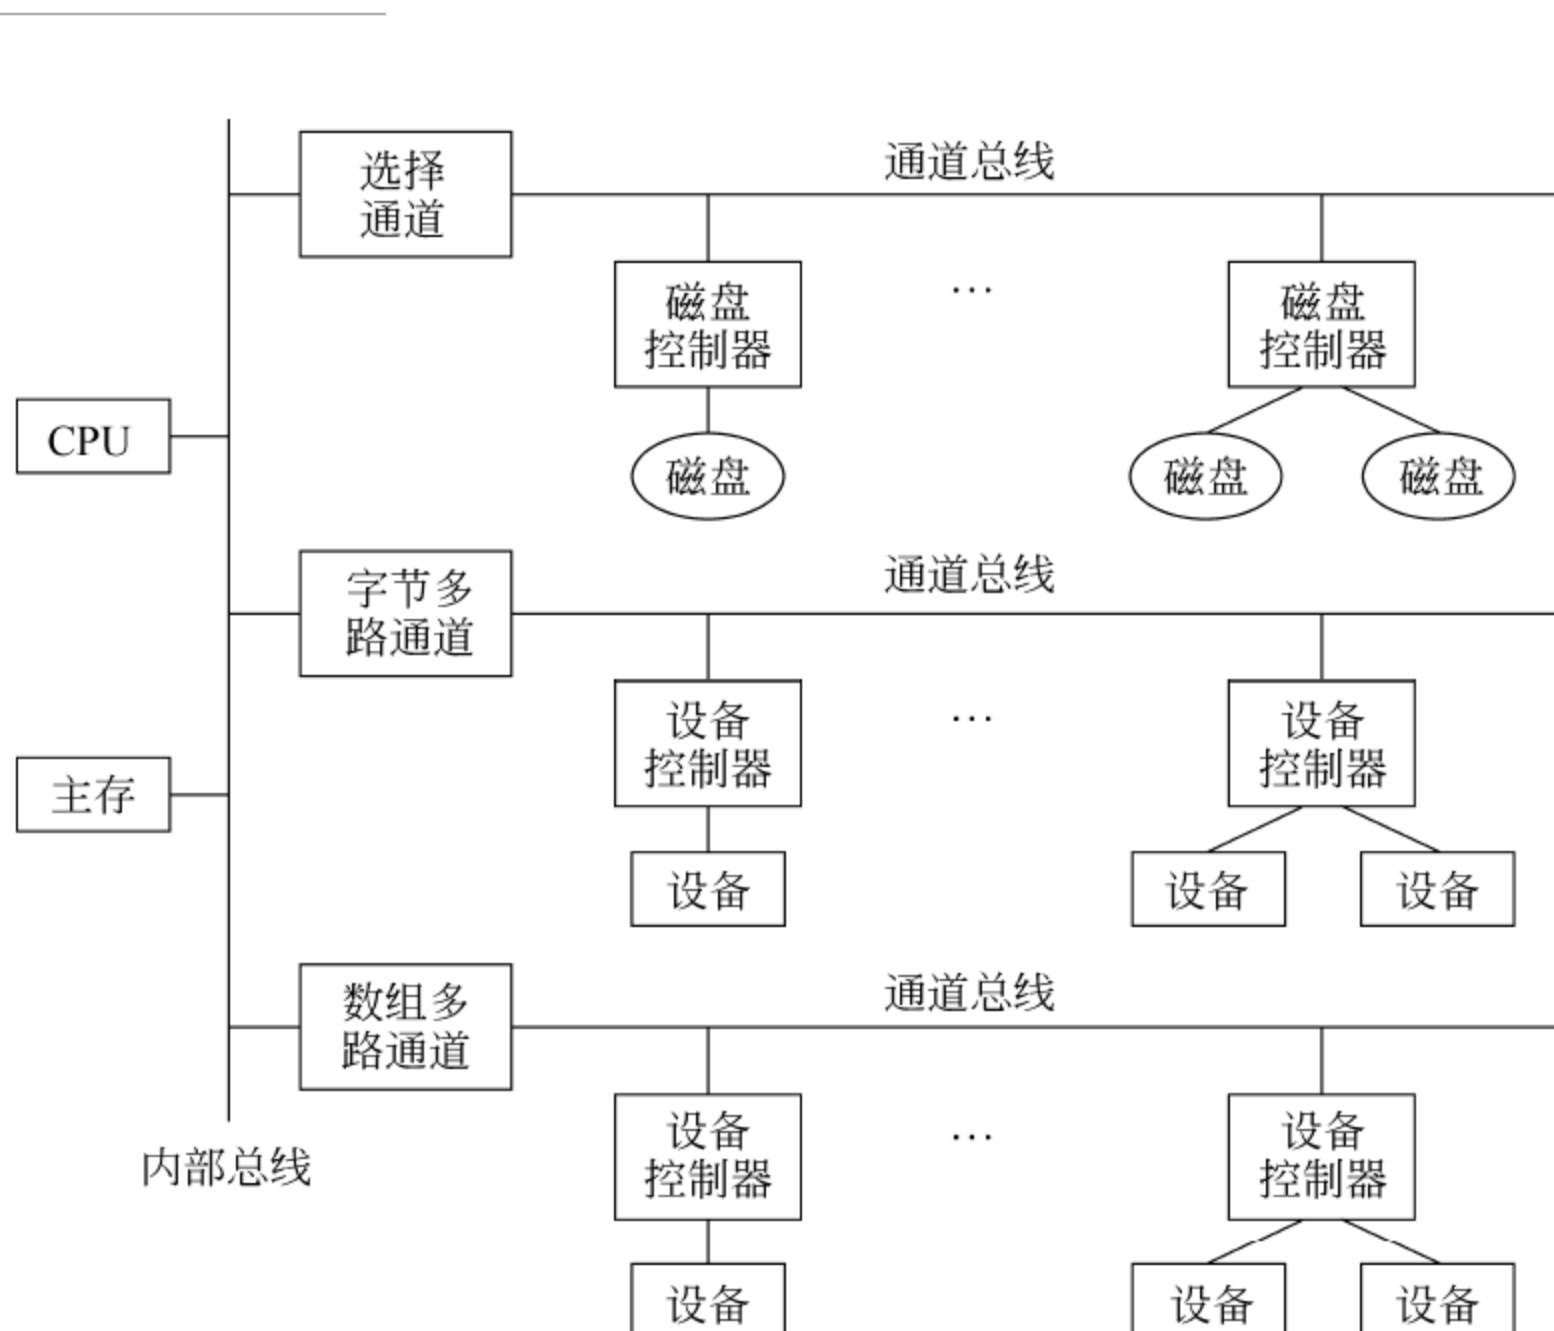 选择
通道
通道总线
磁盘
控制器
…
磁盘
控制器
CPU
磁盘
磁盘
磁盘
字节多
路通道
通道总线
设备
控制器
…
设备
控制器
主存
设备
设备
设备
数组多
路通道
通道总线
设备
控制器
…
设备
控制器
内部总线
设备
设备
设备